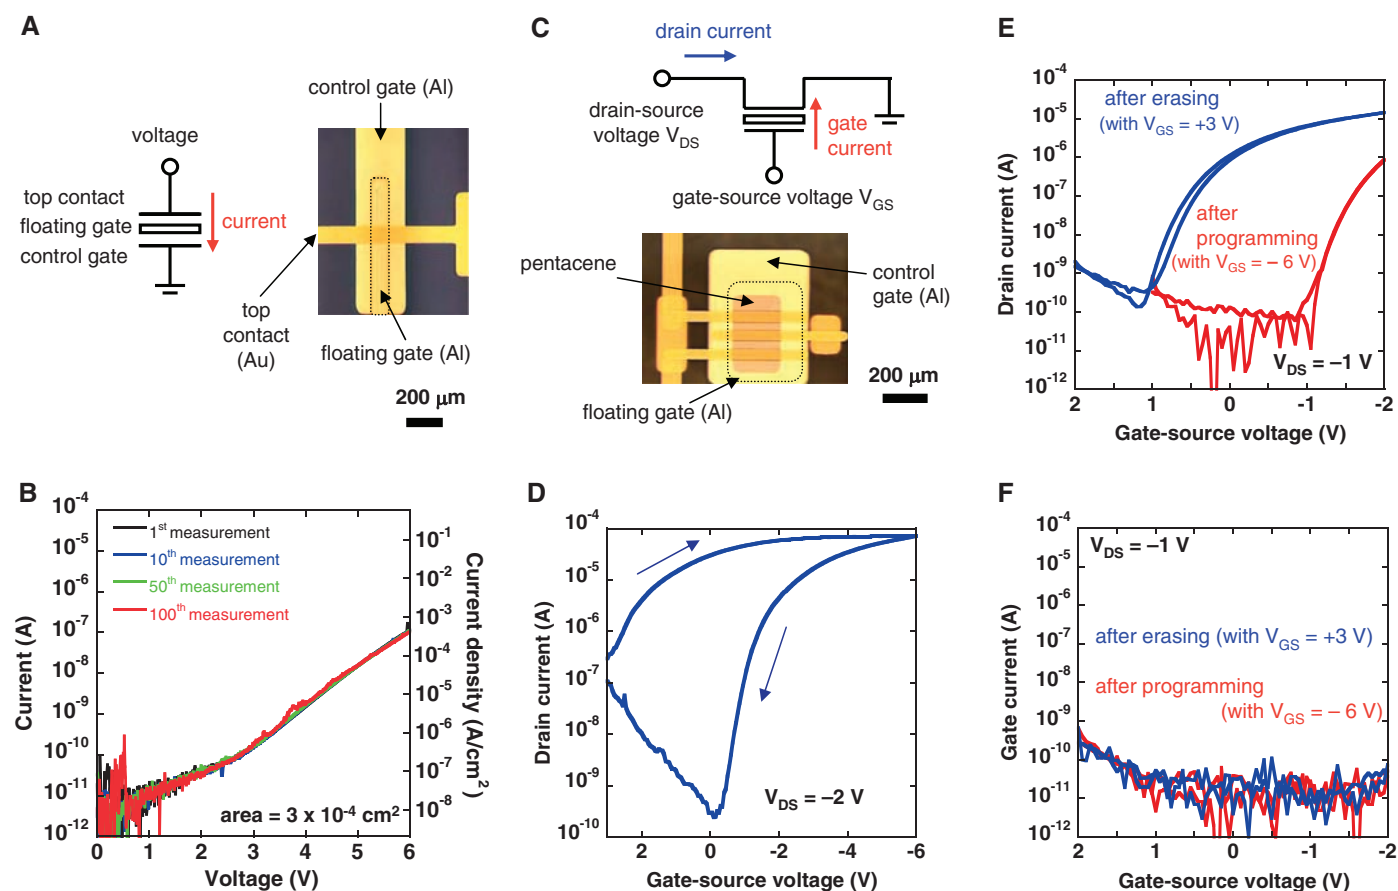 A
control gate (Al)
voltage
top contact
floating gate
control gate
current
top
contact
(Au)
floating gate (Al)
200 µm
C
drain current
drain-source
voltage VDS
gate
current
gate-source voltage VGS
pentacene
control
gate (Al)
floating gate (Al)
200 µm
E
10-4
10-5
10-6
10-7
10-8
10-9
10-10
10-11
10-12
Drain current (A)
after erasing
(with VGS = +3 V)
after
programming
(with VGS = – 6 V)
VDS = –1 V
2 1 0 -1 -2
Gate-source voltage (V)
B
10-4
10-5
10-6
10-7
10-8
10-9
10-10
10-11
10-12
Current (A)
1st measurement
10th measurement
50th measurement
100th measurement
area = 3 x 10-4 cm2
10-1
10-2
10-3
10-4
10-5
10-6
10-7
10-8
Current density (A/cm2)
0 1 2 3 4 5 6
Voltage (V)
D
10-4
10-5
10-6
10-7
10-8
10-9
10-10
Drain current (A)
VDS = –2 V
2 0 -2 -4 -6
Gate-source voltage (V)
F
10-4
10-5
10-6
10-7
10-8
10-9
10-10
10-11
10-12
Gate current (A)
VDS = –1 V
after erasing (with VGS = +3 V)
after programming
(with VGS = – 6 V)
2 1 0 -1 -2
Gate-source voltage (V)